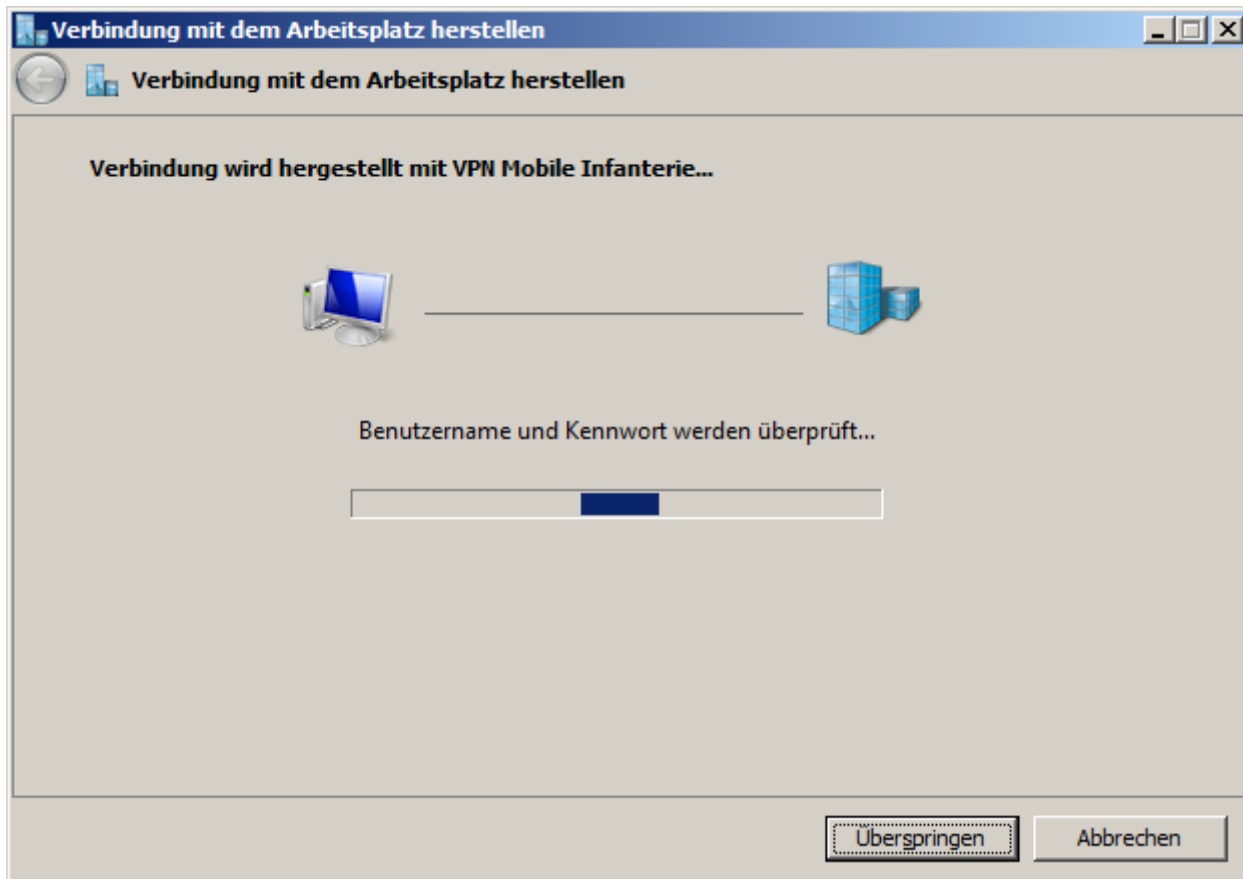 Verbindung mit dem Arbeitsplatz herstellen
Verbindung mit dem Arbeitsplatz herstellen
Verbindung wird hergestellt mit VPN Mobile Infanterie...
Benutzername und Kennwort werden überprüft...
Überspringen Abbrechen